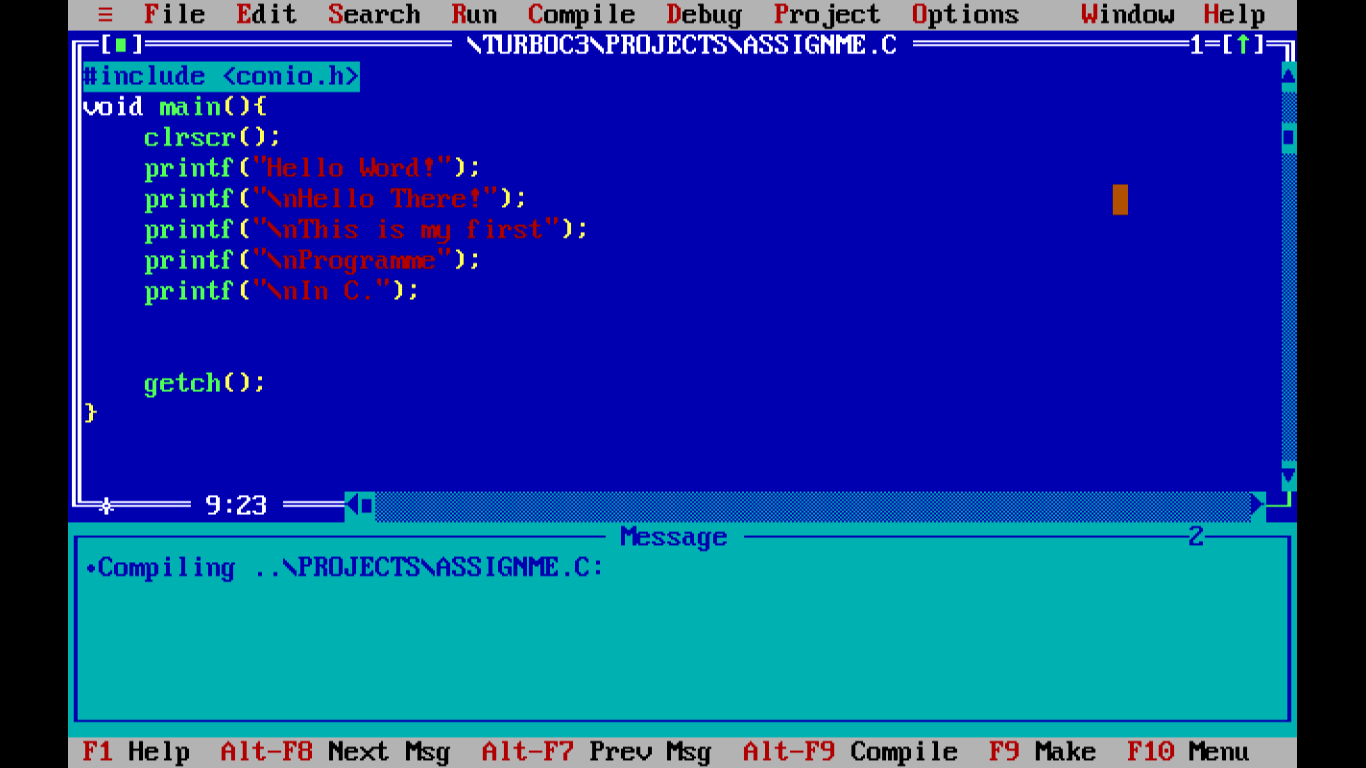 ≡ File Edit Search Run Compile Debug Project Options Window Help
[■] \TURBOC3\PROJECTS\ASSIGNME.C 1=[↑]
#include <conio.h>
void main(){
    clrscr();
    printf("Hello Word!");
    printf("\nHello There!");
    printf("\nThis is my first");
    printf("\nProgramme");
    printf("\nIn C.");
    getch();
}
9:23
Message 2
•Compiling ..\PROJECTS\ASSIGNME.C:
F1 Help Alt-F8 Next Msg Alt-F7 Prev Msg Alt-F9 Compile F9 Make F10 Menu